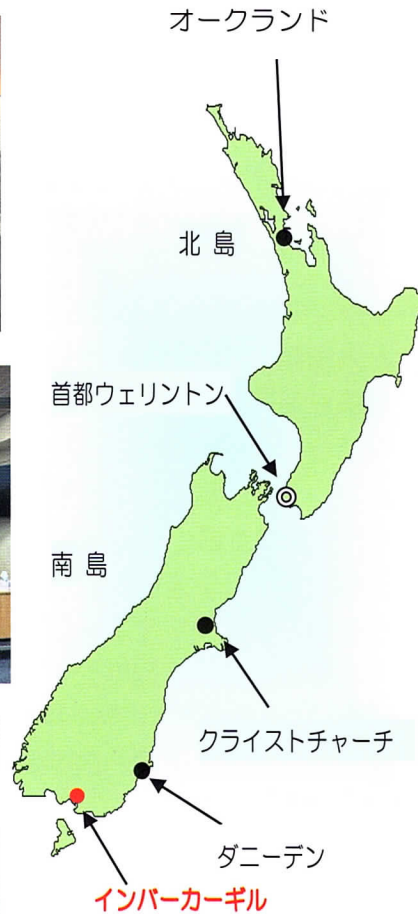 オークランド
北 島
首都ウェリントン
南 島
クライストチャーチ
ダニーデン
インバーカーギル